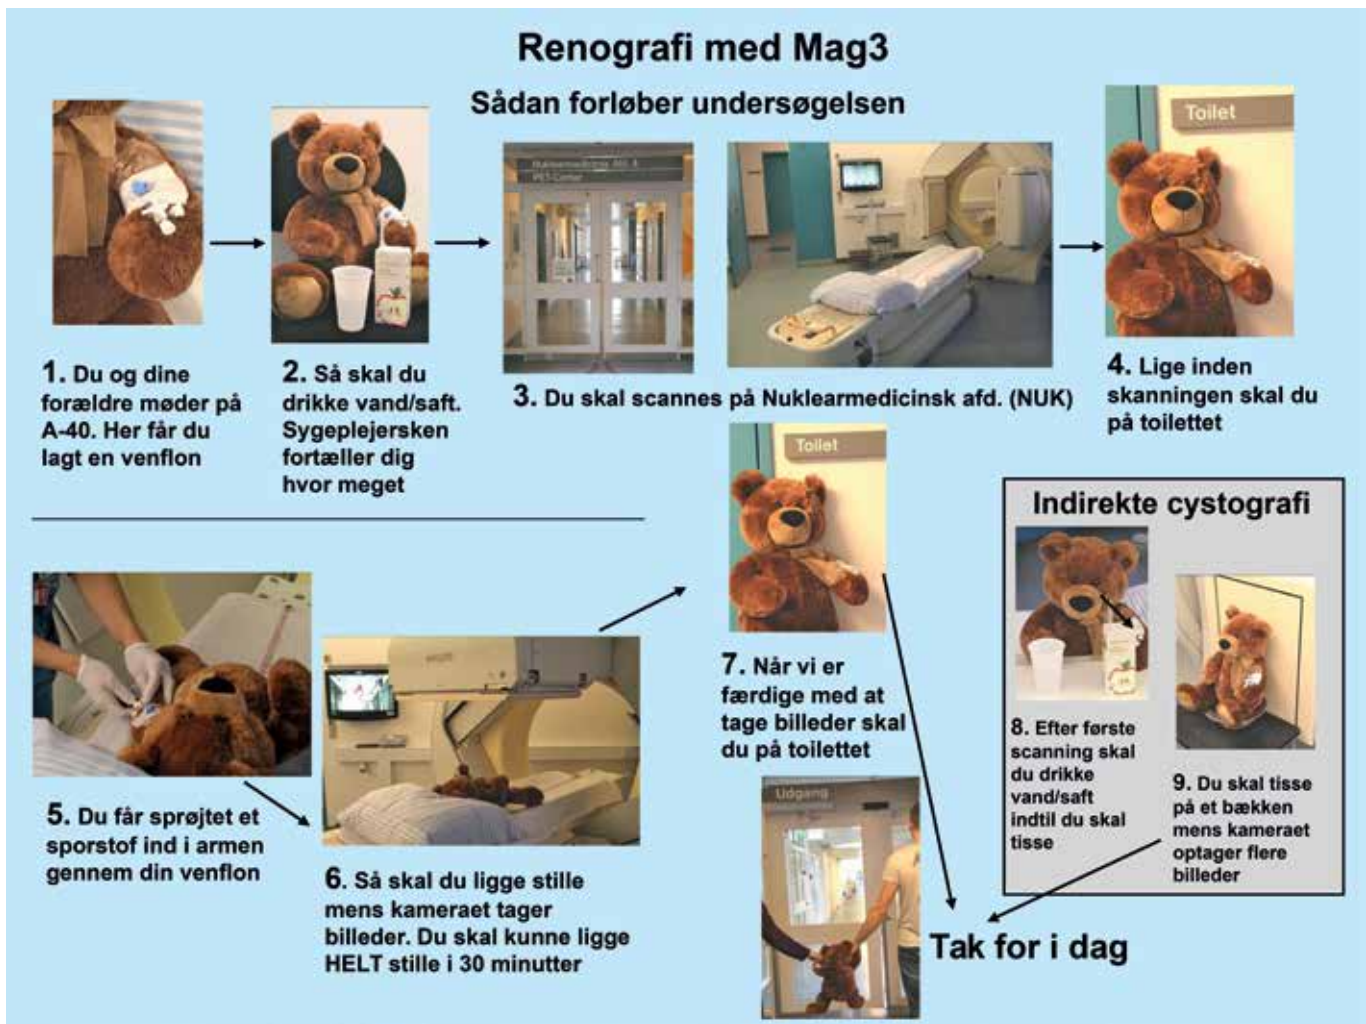 Renografi med Mag3
Sådan forløber undersøgelsen
Nuklearmedicinsk Afd. &
PET-Center
Toilet
1. Du og dine
forældre møder på
A-40. Her får du
lagt en venflon
2. Så skal du
drikke vand/saft.
Sygeplejersken
fortæller dig
hvor meget
3. Du skal scannes på Nuklearmedicinsk afd. (NUK)
4. Lige inden
skanningen skal du
på toilettet
5. Du får sprøjtet et
sporstof ind i armen
gennem din venflon
6. Så skal du ligge stille
mens kameraet tager
billeder. Du skal kunne ligge
HELT stille i 30 minutter
Toilet
7. Når vi er
færdige med at
tage billeder skal
du på toilettet
Udgang
Indirekte cystografi
8. Efter første
scanning skal
du drikke
vand/saft
indtil du skal
tisse
9. Du skal tisse
på et bækken
mens kameraet
optager flere
billeder
Tak for i dag